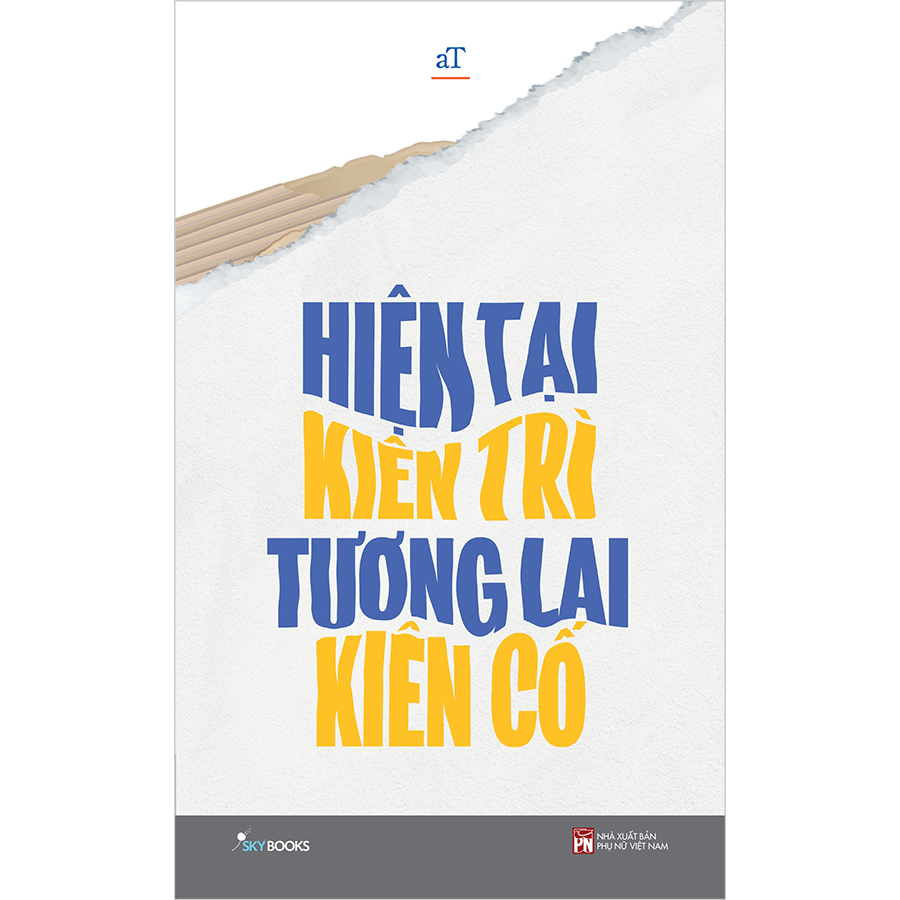 aT
HIỆN TẠI
KIÊN TRÌ
TƯƠNG LAI
KIÊN CỐ
SKYBOOKS
PN
NHÀ XUẤT BẢN
PHỤ NỮ VIỆT NAM